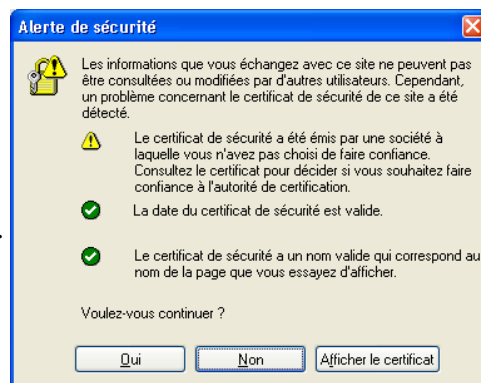 Alerte de sécurité
Les informations que vous échangez avec ce site ne peuvent pas
être consultées ou modifiées par d'autres utilisateurs. Cependant,
un problème concernant le certificat de sécurité de ce site a été
détecté.
Le certificat de sécurité a été émis par une société à
laquelle vous n'avez pas choisi de faire confiance.
Consultez le certificat pour décider si vous souhaitez faire
confiance à l'autorité de certification.
La date du certificat de sécurité est valide.
Le certificat de sécurité a un nom valide qui correspond au
nom de la page que vous essayez d'afficher.
Voulez-vous continuer ?
Oui Non Afficher le certificat